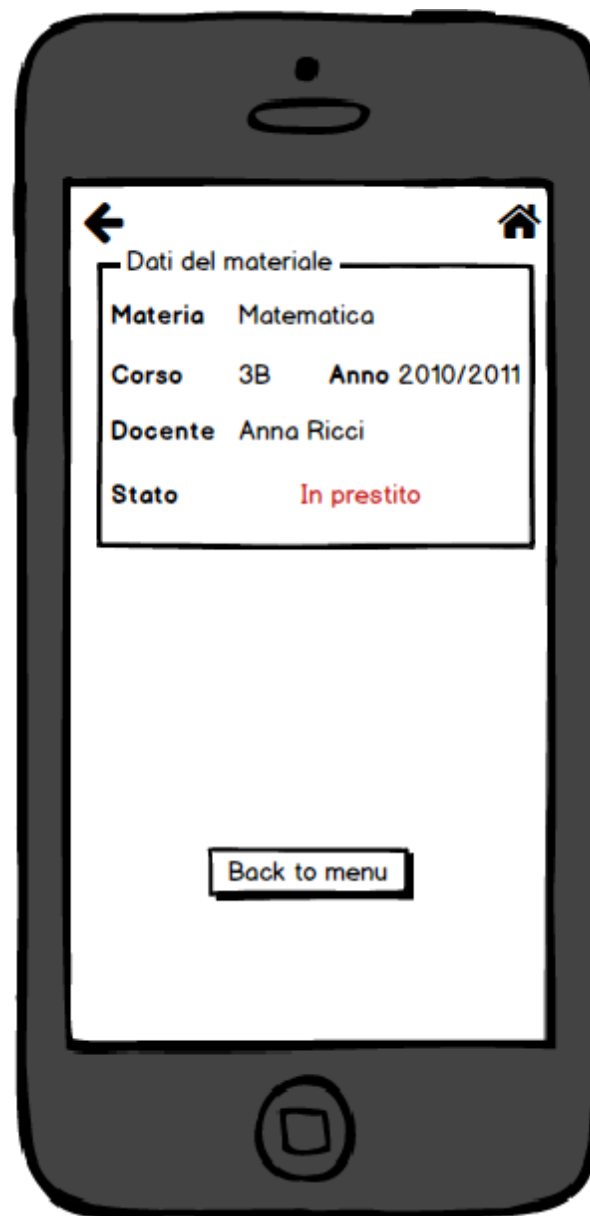 Dati del materiale
Materia Matematica
Corso 3B Anno 2010/2011
Docente Anna Ricci
Stato In prestito
Back to menu